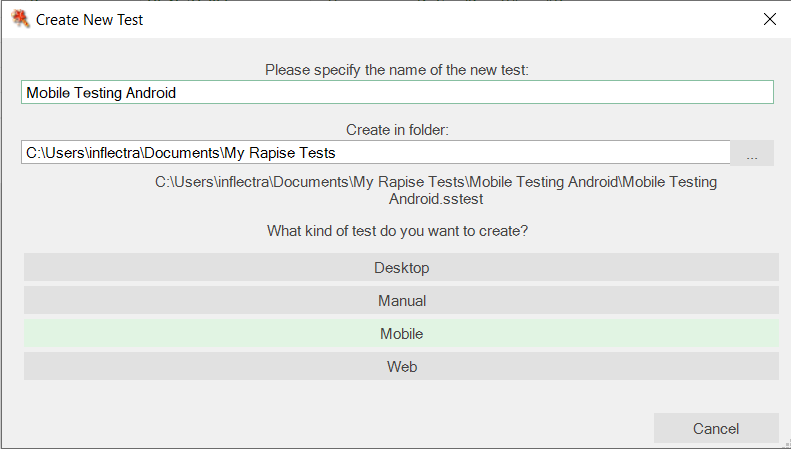 Create New Test
Please specify the name of the new test:
Mobile Testing Android
Create in folder:
C:\Users\inflectra\Documents\My Rapise Tests
...
C:\Users\inflectra\Documents\My Rapise Tests\Mobile Testing Android\Mobile Testing
Android.sstest
What kind of test do you want to create?
Desktop
Manual
Mobile
Web
Cancel